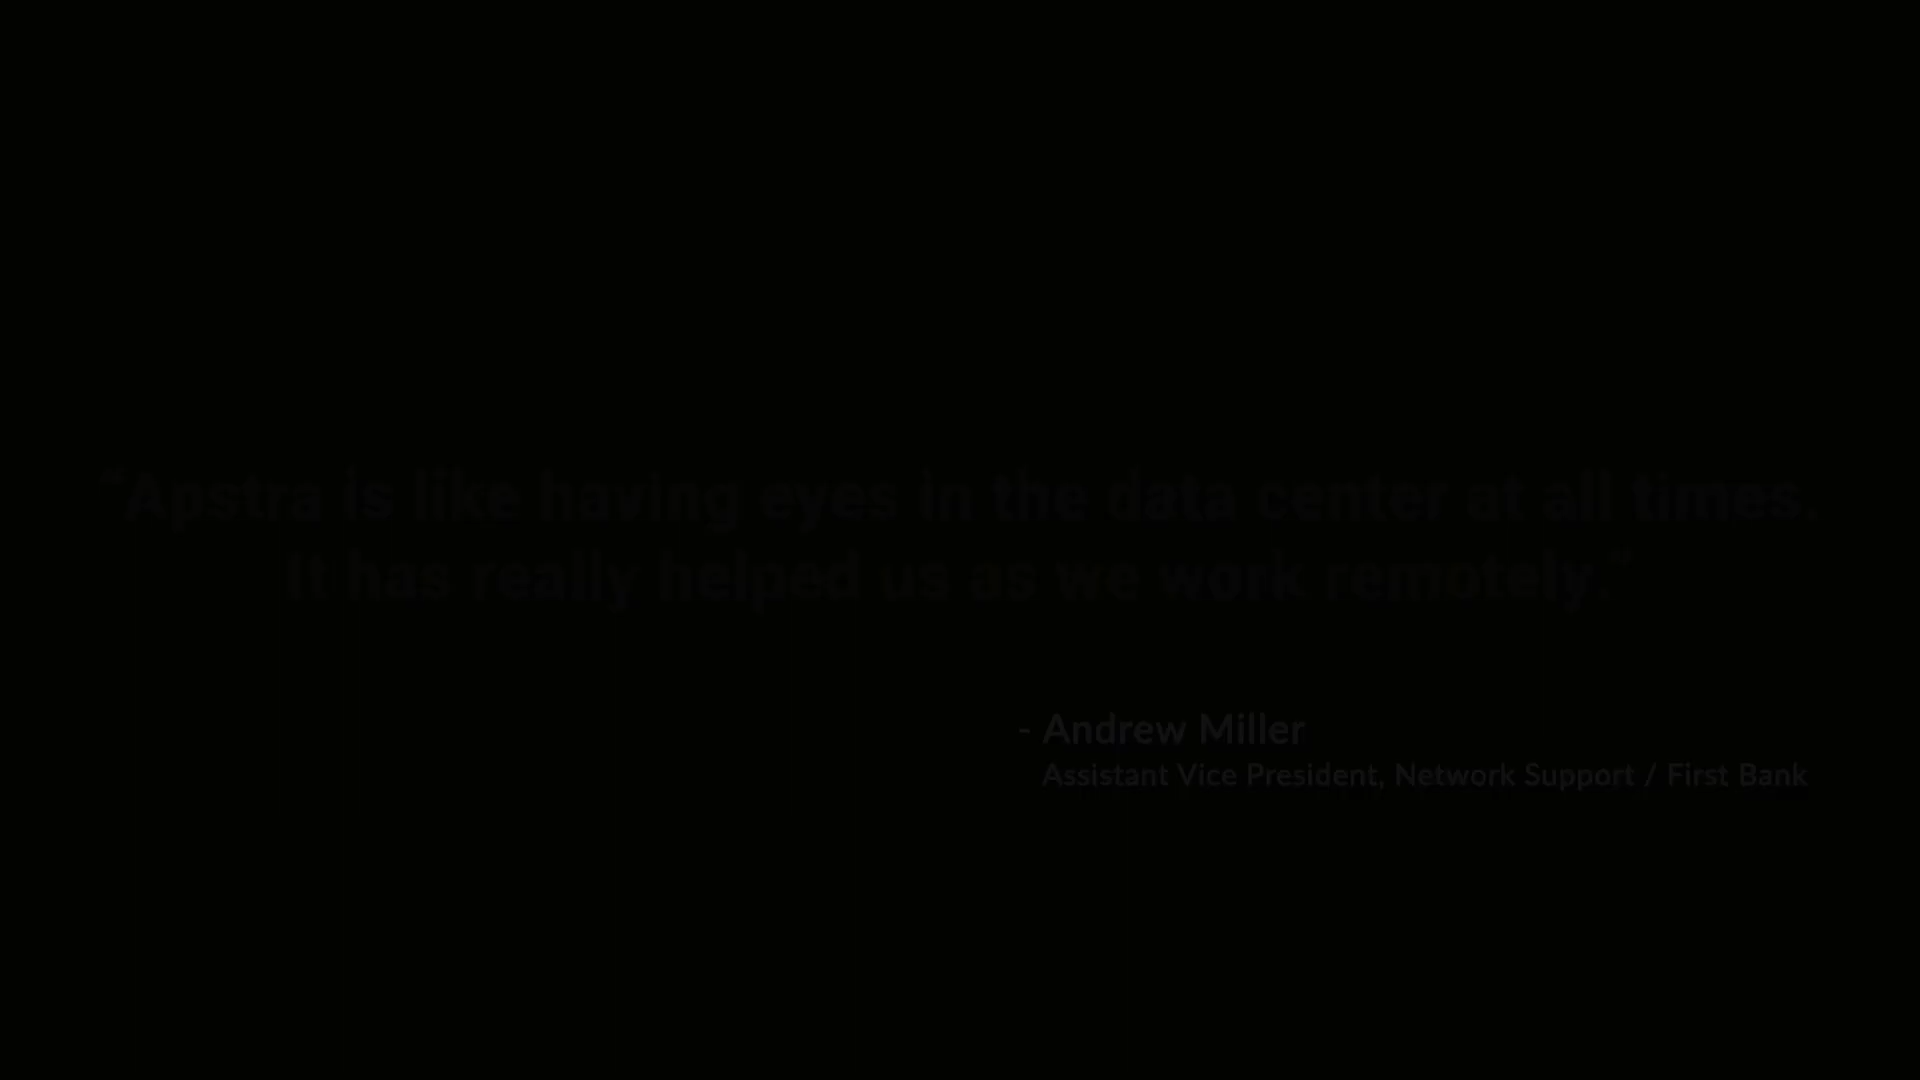 “Apstra is like having eyes in the data center at all times.
It has really helped us as we work remotely.”
- Andrew Miller
Assistant Vice President, Network Support / First Bank